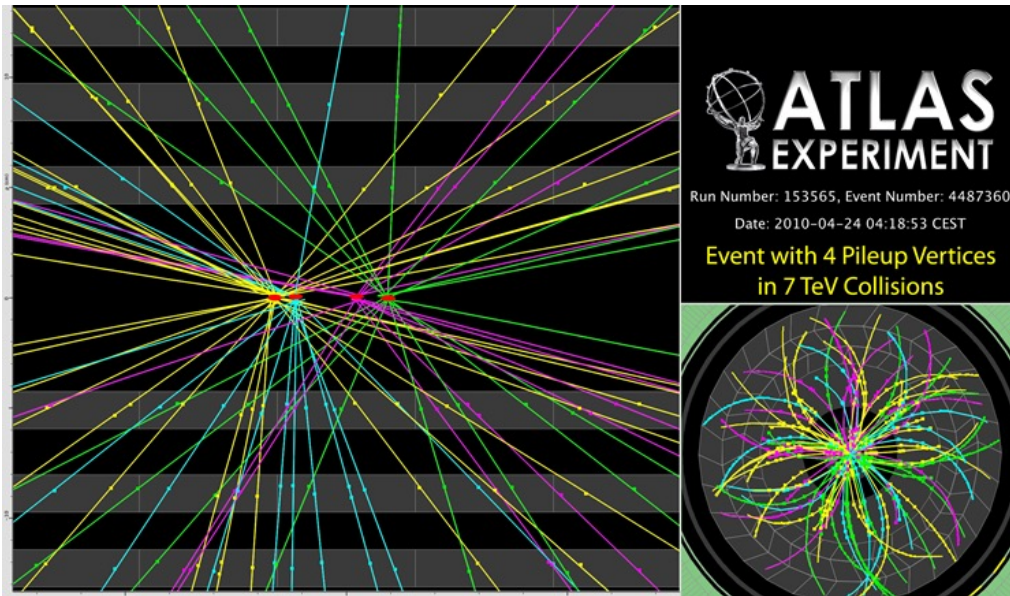 ATLAS
EXPERIMENT
Run Number: 153565, Event Number: 4487360
Date: 2010-04-24 04:18:53 CEST
Event with 4 Pileup Vertices
in 7 TeV Collisions